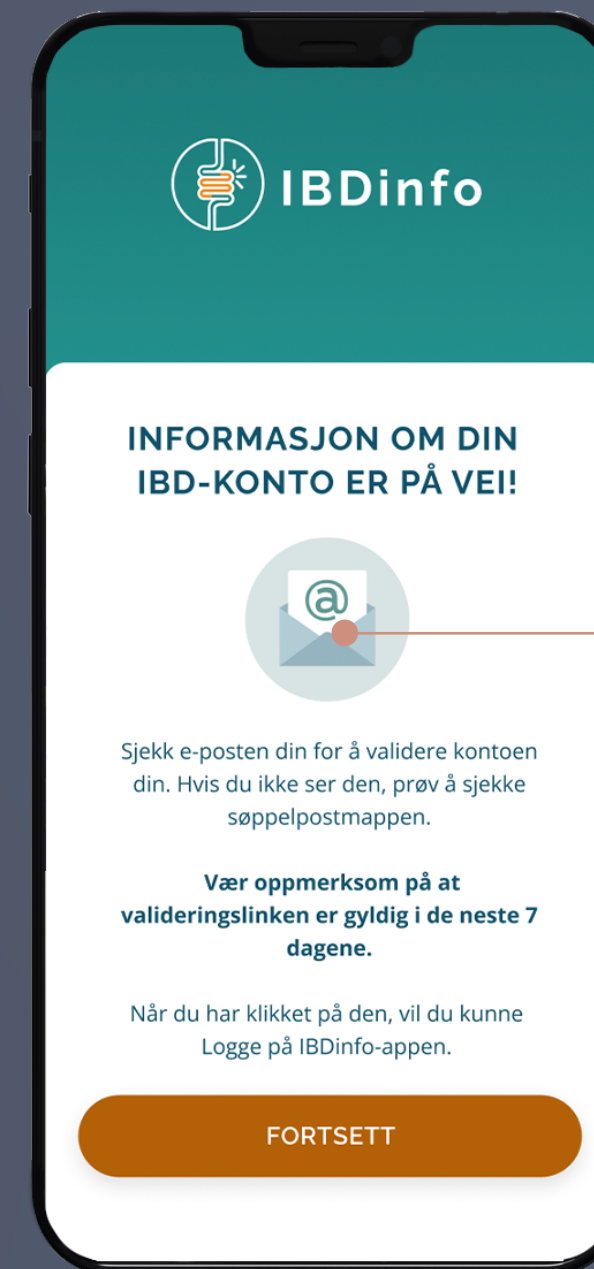 IBDinfo
INFORMASJON OM DIN
IBD-KONTO ER PÅ VEI!
@
Sjekk e-posten din for å validere kontoen
din. Hvis du ikke ser den, prøv å sjekke
søppelpostmappen.
Vær oppmerksom på at
valideringslinken er gyldig i de neste 7
dagene.
Når du har klikket på den, vil du kunne
Logge på IBDinfo-appen.
FORTSETT